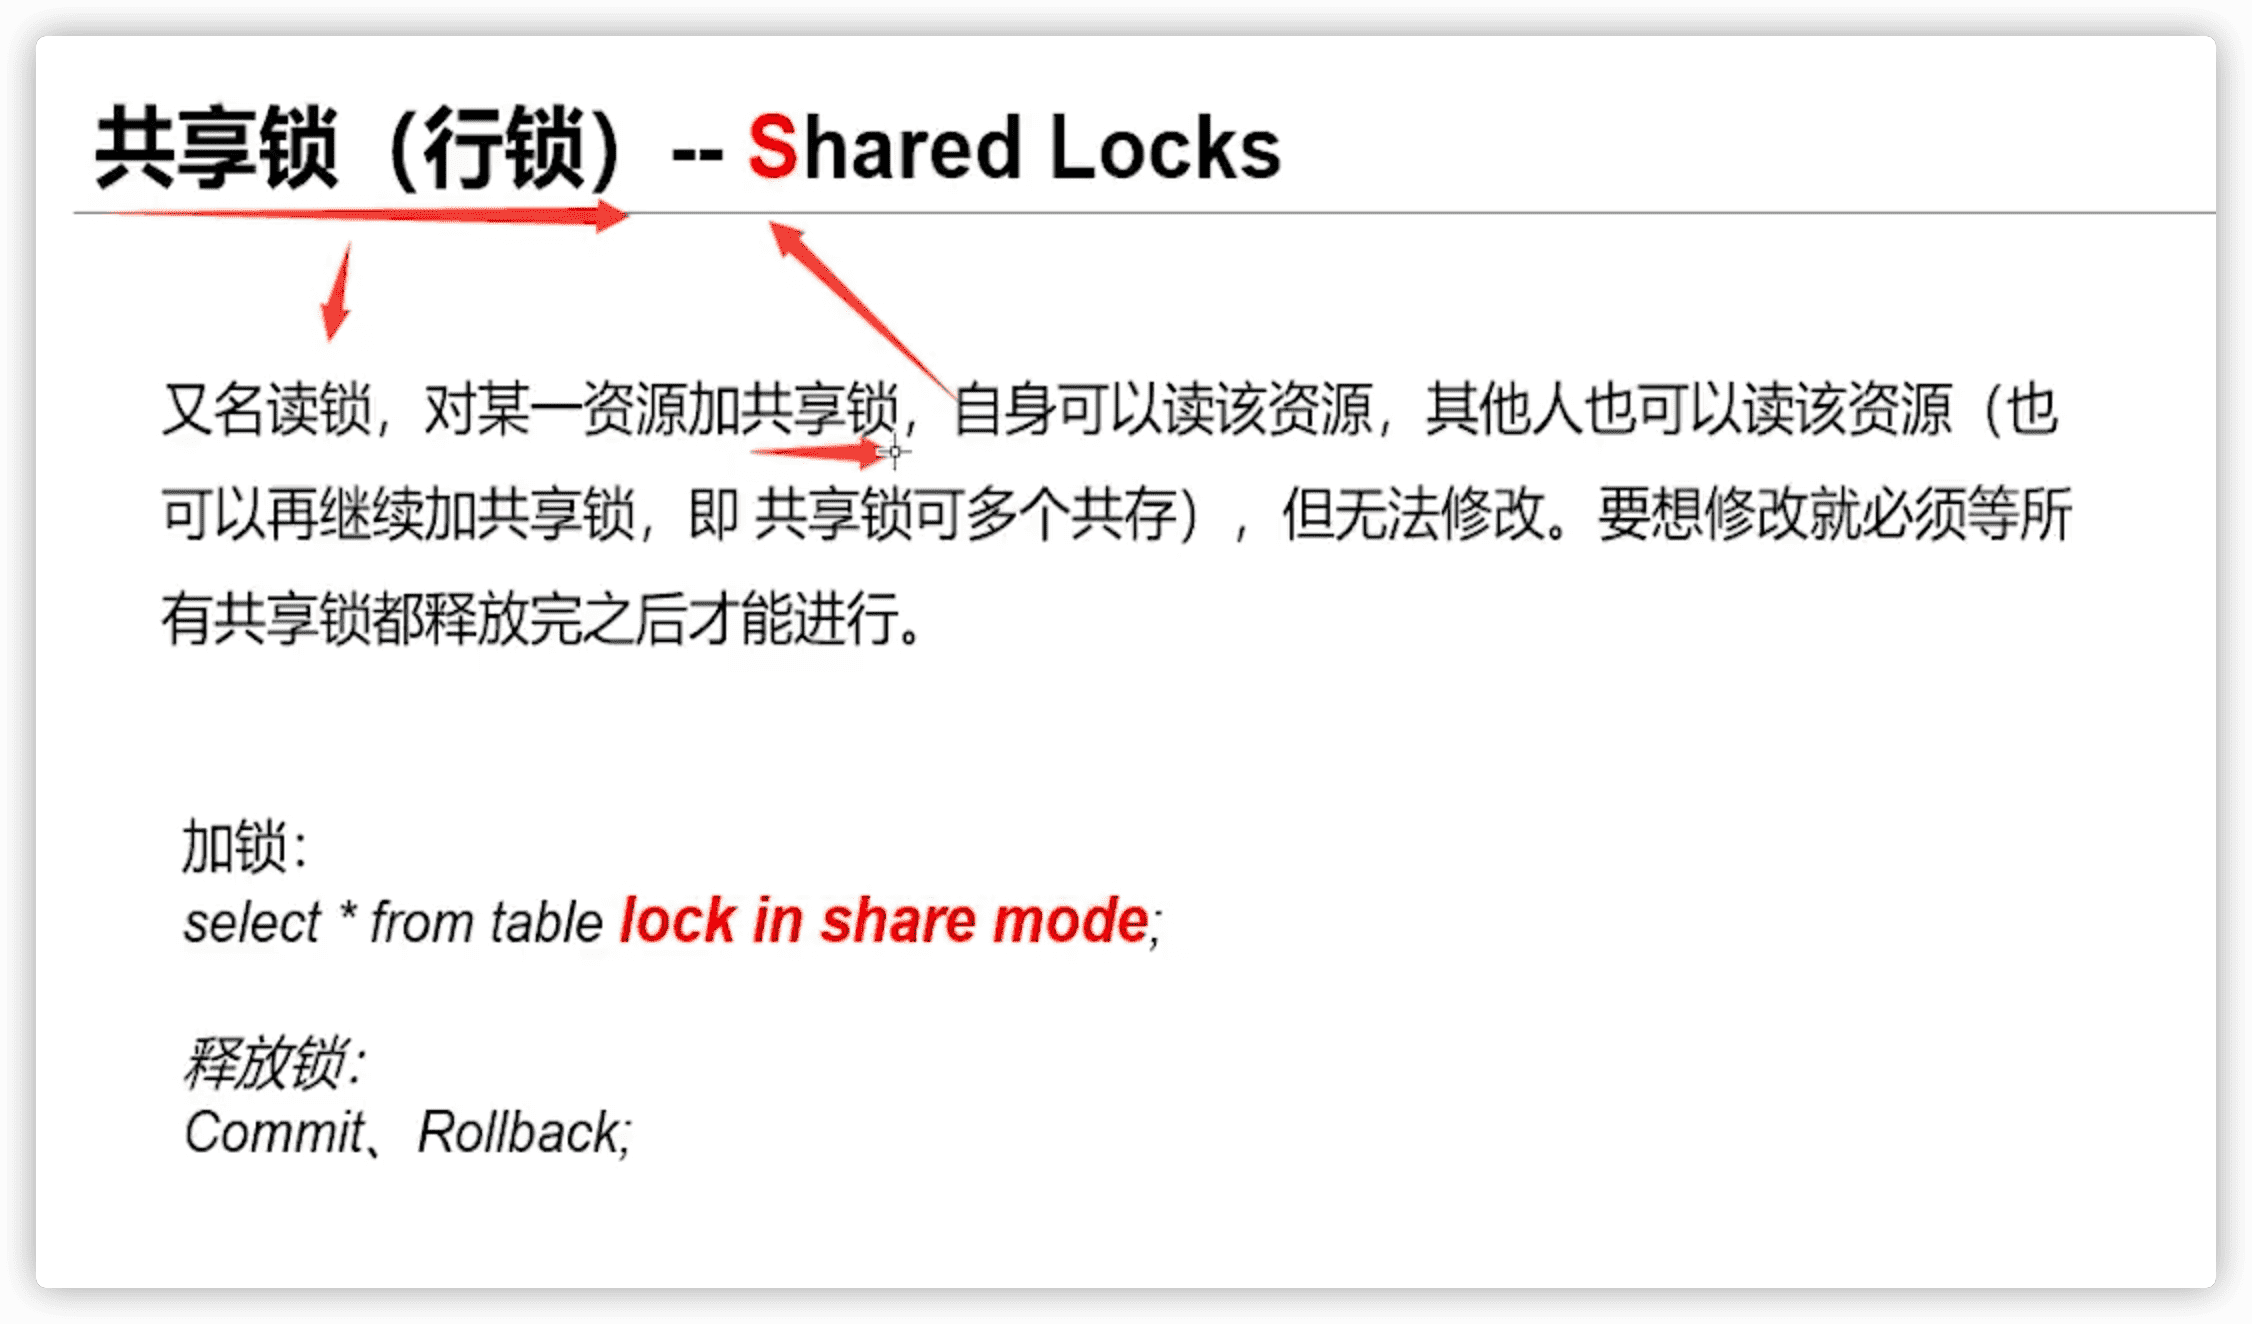 共享锁（行锁）-- Shared Locks
又名读锁，对某一资源加共享锁，自身可以读该资源，其他人也可以读该资源（也
可以再继续加共享锁，即 共享锁可多个共存），但无法修改。要想修改就必须等所
有共享锁都释放完之后才能进行。
加锁：
select * from table lock in share mode;
释放锁：
Commit、Rollback;